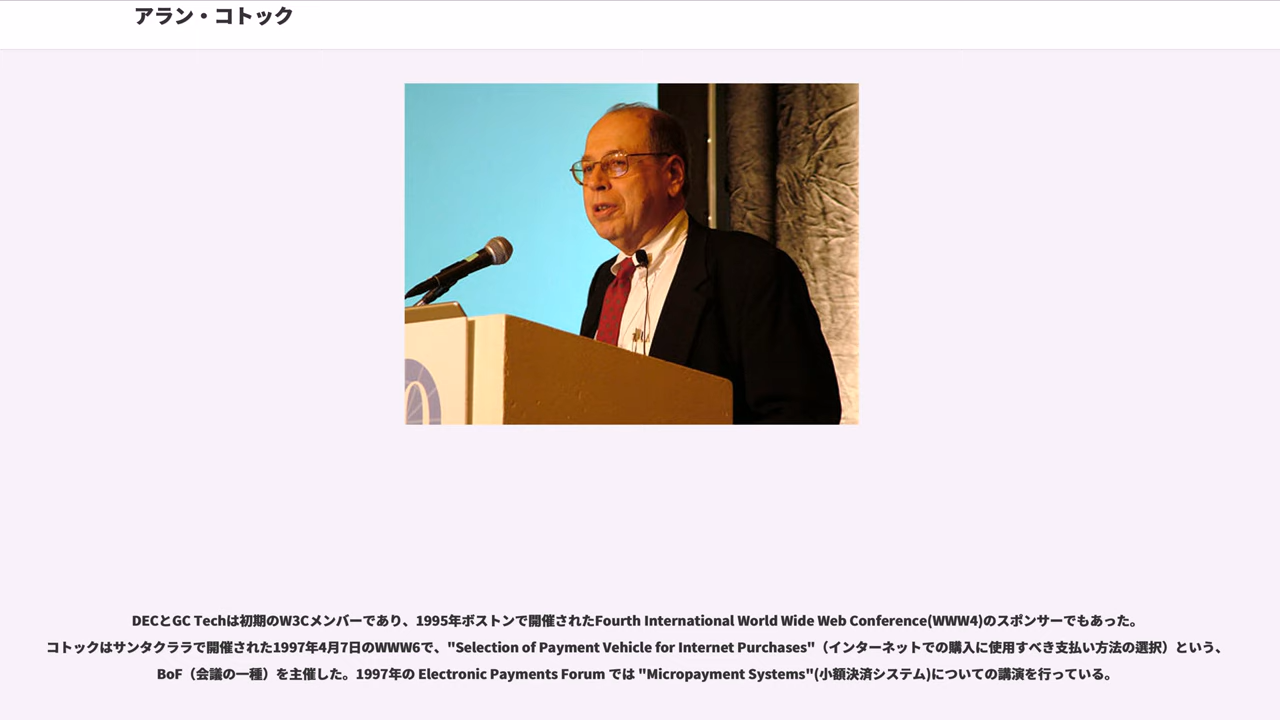 アラン・コトック
DECとGC Techは初期のW3Cメンバーであり、1995年ボストンで開催されたFourth International World Wide Web Conference(WWW4)のスポンサーでもあった。
コトックはサンタクララで開催された1997年4月7日のWWW6で、"Selection of Payment Vehicle for Internet Purchases"（インターネットでの購入に使用すべき支払い方法の選択）という、
BoF（会議の一種）を主催した。1997年の Electronic Payments Forum では "Micropayment Systems"(小額決済システム)についての講演を行っている。